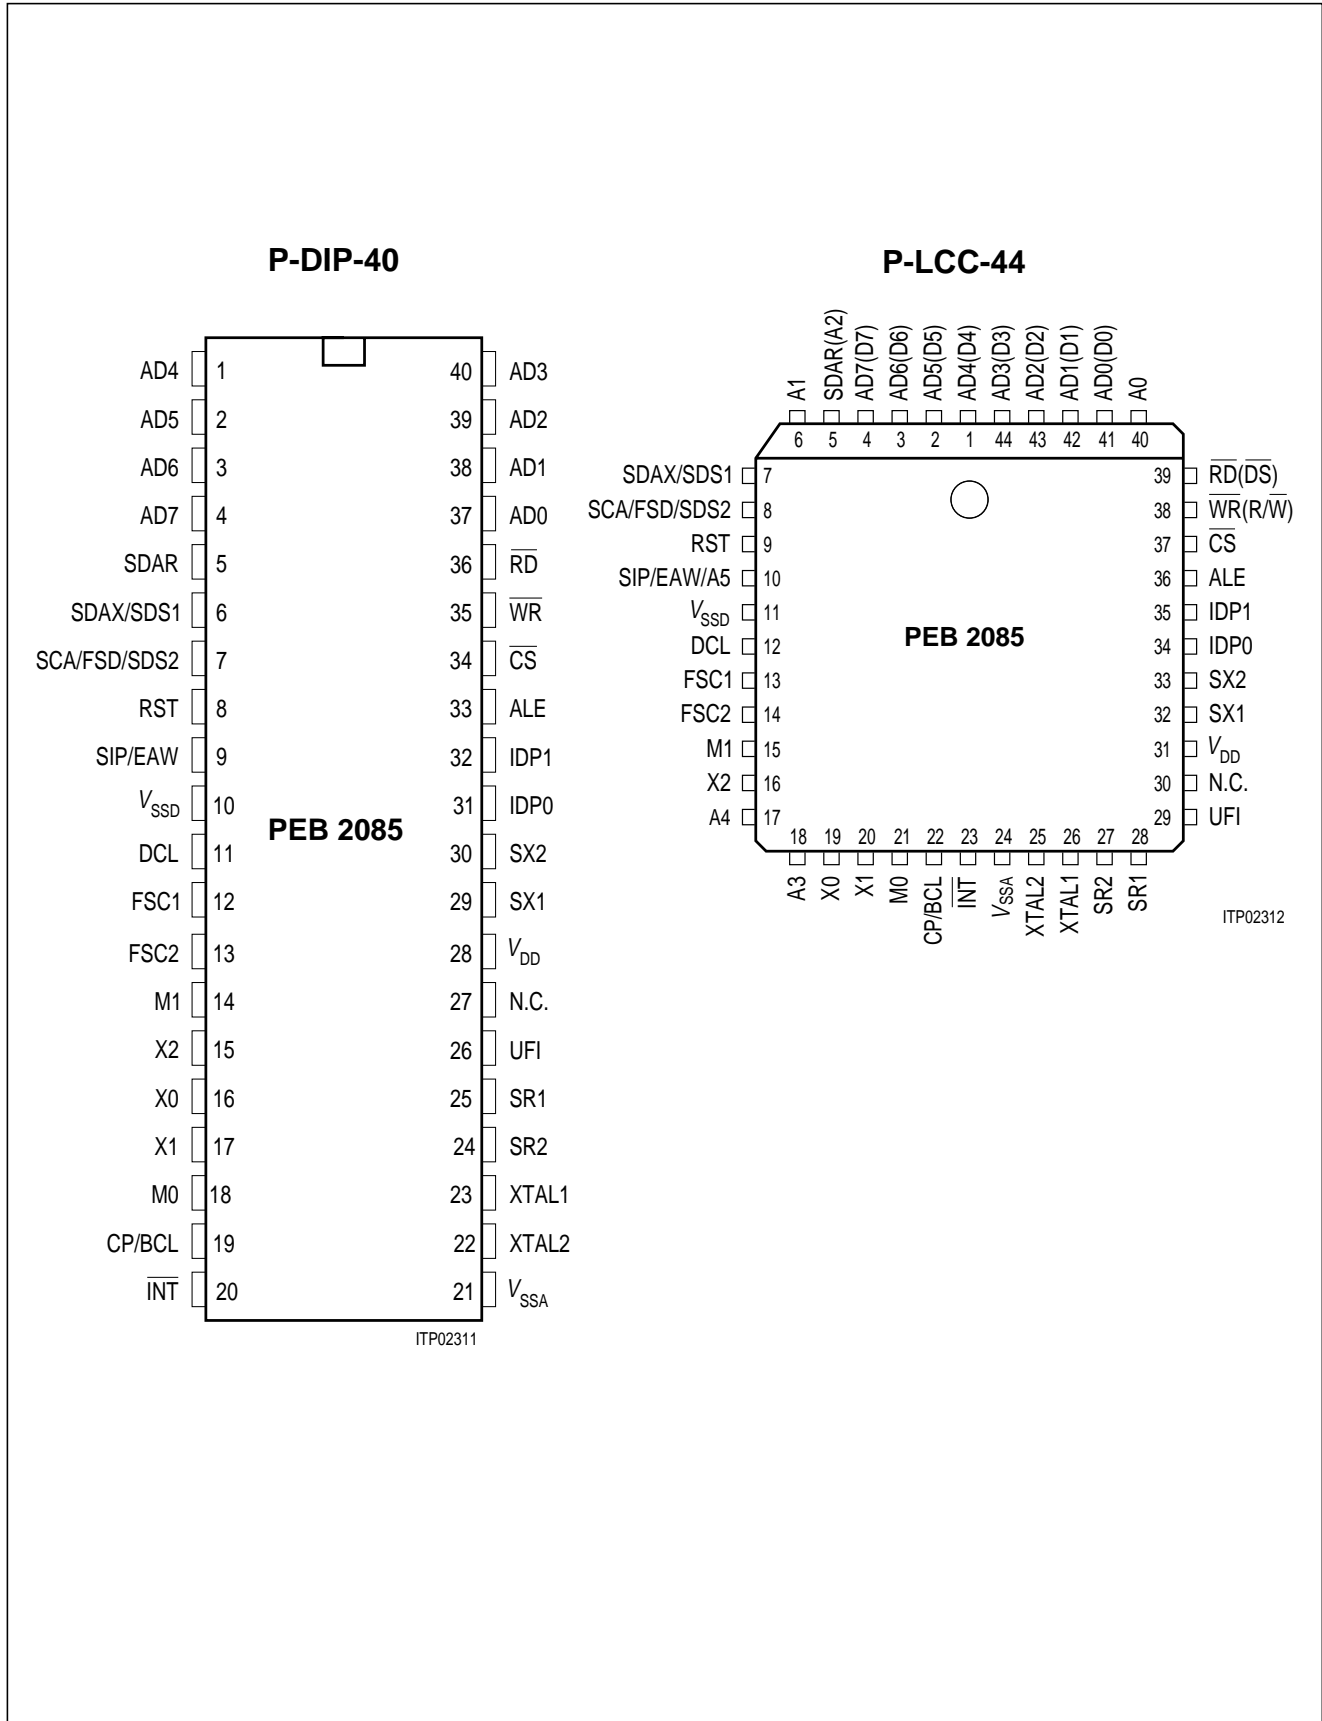 P-DIP-40
AD4 1 40 AD3
AD5 2 39 AD2
AD6 3 38 AD1
AD7 4 37 AD0
SDAR 5 36 R̅D̅
SDAX/SDS1 6 35 W̅R̅
SCA/FSD/SDS2 7 34 C̅S̅
RST 8 33 ALE
SIP/EAW 9 32 IDP1
VSSD 10 31 IDP0
PEB 2085
DCL 11 30 SX2
FSC1 12 29 SX1
FSC2 13 28 VDD
M1 14 27 N.C.
X2 15 26 UFI
X0 16 25 SR1
X1 17 24 SR2
M0 18 23 XTAL1
CP/BCL 19 22 XTAL2
I̅N̅T̅ 20 21 VSSA
ITP02311
P-LCC-44
A1 SDAR(A2) AD7(D7) AD6(D6) AD5(D5) AD4(D4) AD3(D3) AD2(D2) AD1(D1) AD0(D0) A0
6 5 4 3 2 1 44 43 42 41 40
SDAX/SDS1 7 39 R̅D̅(D̅S̅)
SCA/FSD/SDS2 8 38 W̅R̅(R/W̅)
RST 9 37 C̅S̅
SIP/EAW/A5 10 36 ALE
VSSD 11 35 IDP1
PEB 2085
DCL 12 34 IDP0
FSC1 13 33 SX2
FSC2 14 32 SX1
M1 15 31 VDD
X2 16 30 N.C.
A4 17 29 UFI
18 19 20 21 22 23 24 25 26 27 28
A3 X0 X1 M0 CP/BCL I̅N̅T̅ VSSA XTAL2 XTAL1 SR2 SR1
ITP02312